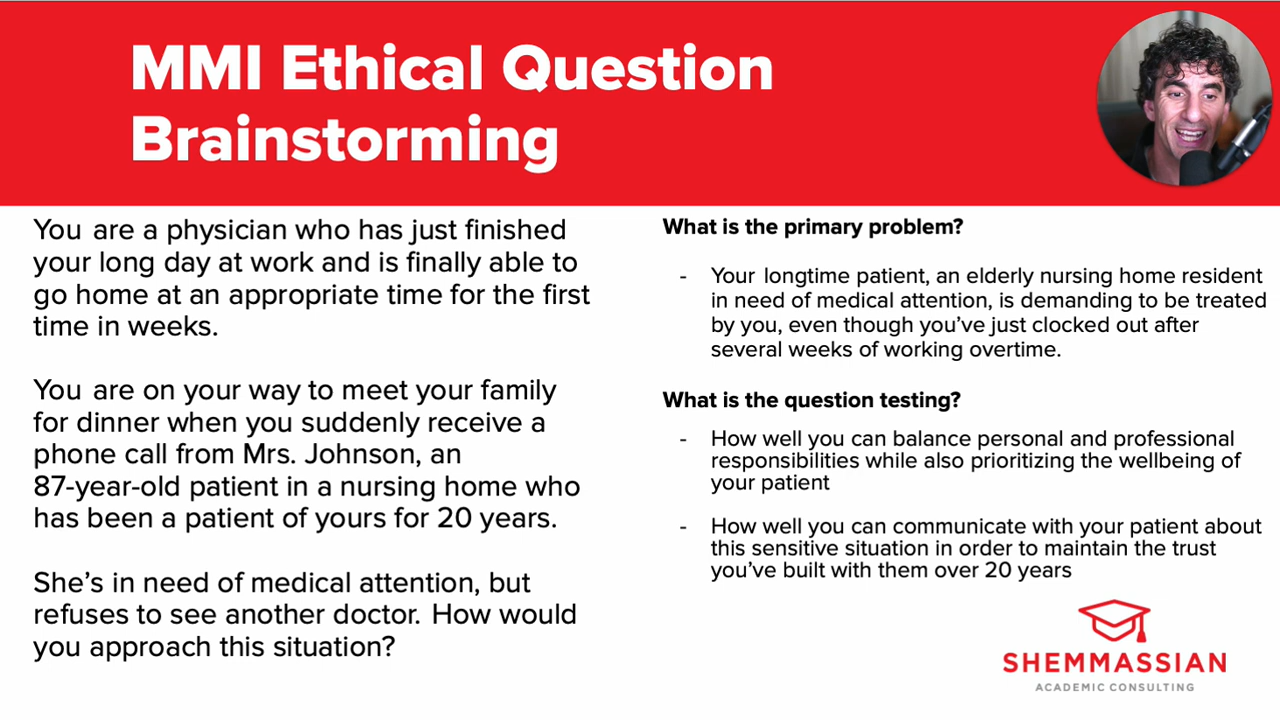 MMI Ethical Question
Brainstorming
You are a physician who has just finished
your long day at work and is finally able to
go home at an appropriate time for the first
time in weeks.
You are on your way to meet your family
for dinner when you suddenly receive a
phone call from Mrs. Johnson, an
87-year-old patient in a nursing home who
has been a patient of yours for 20 years.
She’s in need of medical attention, but
refuses to see another doctor. How would
you approach this situation?
What is the primary problem?
- Your longtime patient, an elderly nursing home resident
in need of medical attention, is demanding to be treated
by you, even though you’ve just clocked out after
several weeks of working overtime.
What is the question testing?
- How well you can balance personal and professional
responsibilities while also prioritizing the wellbeing of
your patient
- How well you can communicate with your patient about
this sensitive situation in order to maintain the trust
you’ve built with them over 20 years
SHEMMASSIAN
ACADEMIC CONSULTING